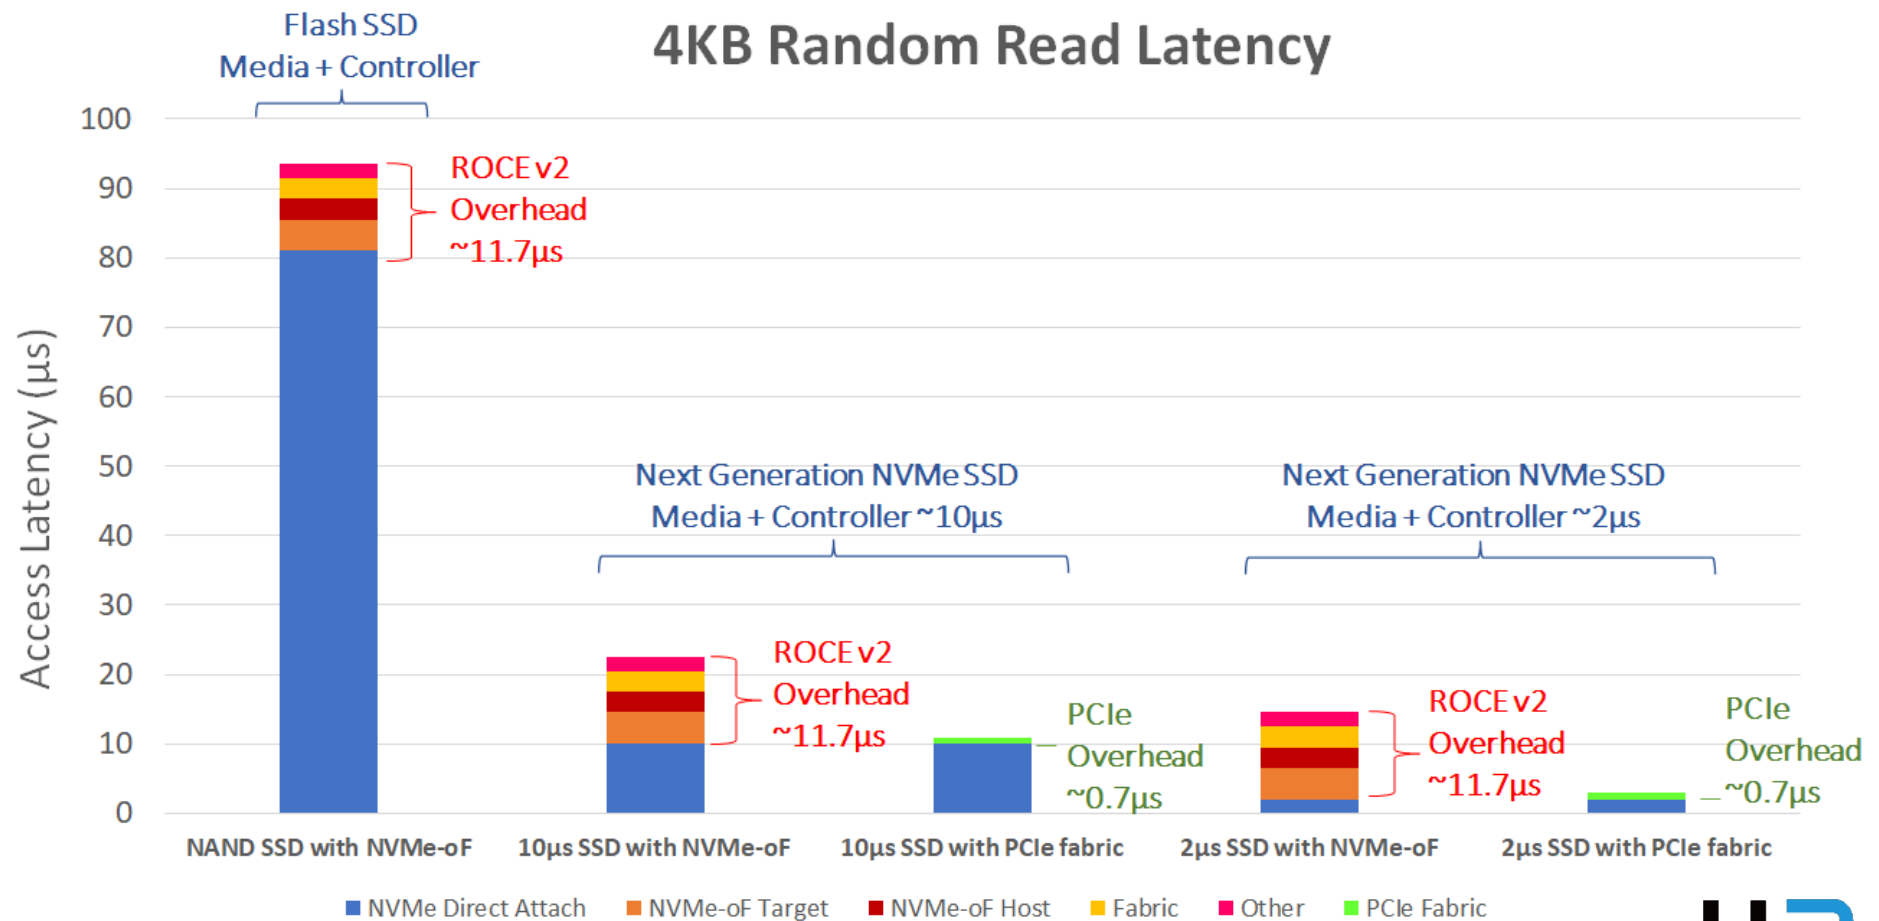 Flash SSD
Media + Controller
4KB Random Read Latency
Access Latency (µs)
100
90
80
70
60
50
40
30
20
10
0
ROCE v2
Overhead
~11.7µs
Next Generation NVMe SSD
Media + Controller ~10µs
Next Generation NVMe SSD
Media + Controller ~2µs
ROCE v2
Overhead
~11.7µs
PCIe
Overhead
~0.7µs
ROCE v2
Overhead
~11.7µs
PCIe
Overhead
~0.7µs
NAND SSD with NVMe-oF
10µs SSD with NVMe-oF
10µs SSD with PCIe fabric
2µs SSD with NVMe-oF
2µs SSD with PCIe fabric
NVMe Direct Attach
NVMe-oF Target
NVMe-oF Host
Fabric
Other
PCIe Fabric